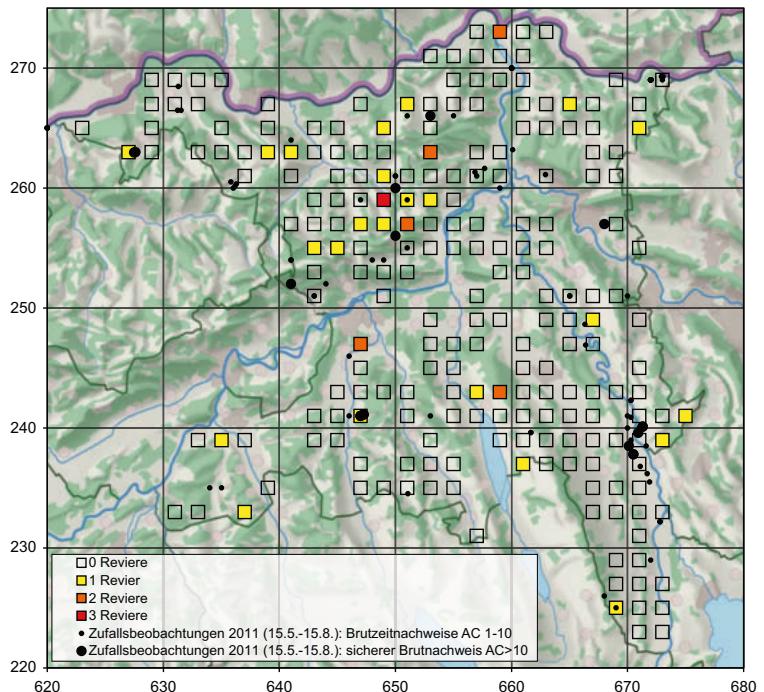 270
260
250
240
230
220
0 Reviere
1 Revier
2 Reviere
3 Reviere
Zufallsbeobachtungen 2011 (15.5.-15.8.): Brutzeitnachweise AC 1-10
Zufallsbeobachtungen 2011 (15.5.-15.8.): sicherer Brutnachweis AC>10
620 630 640 650 660 670 680